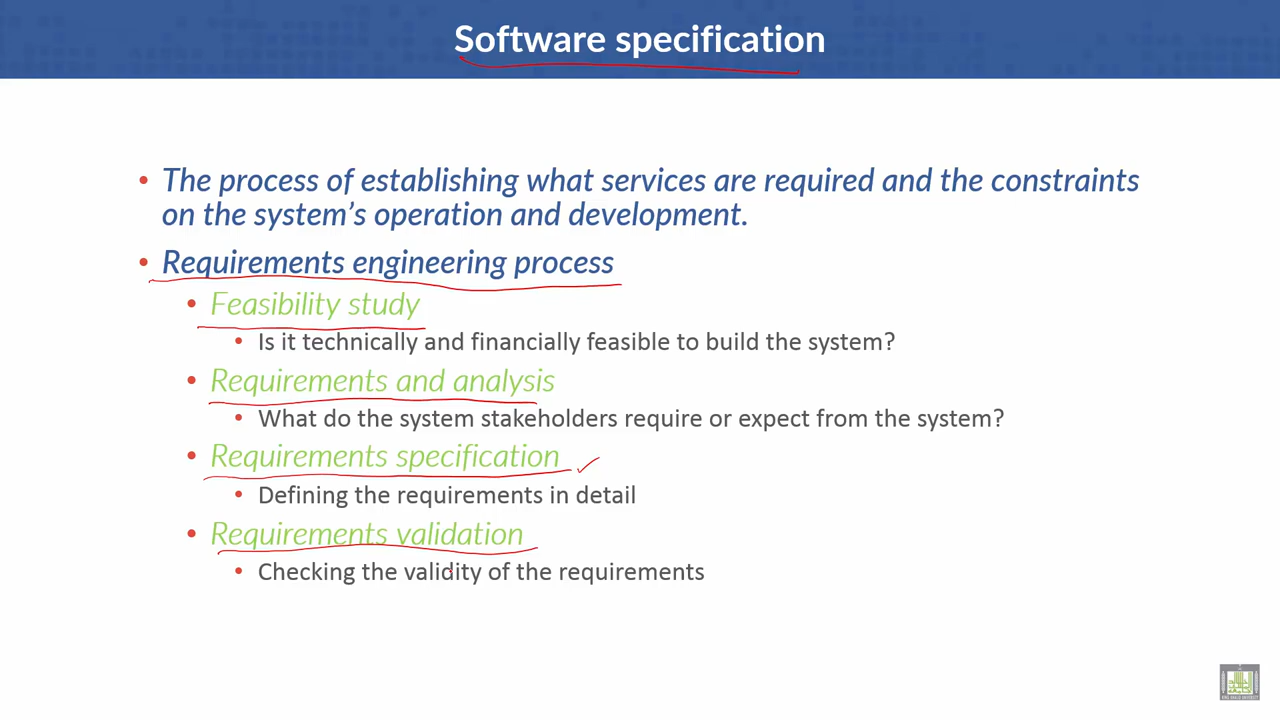 Software specification
• The process of establishing what services are required and the constraints
on the system’s operation and development.
• Requirements engineering process
• Feasibility study
• Is it technically and financially feasible to build the system?
• Requirements and analysis
• What do the system stakeholders require or expect from the system?
• Requirements specification
• Defining the requirements in detail
• Requirements validation
• Checking the validity of the requirements